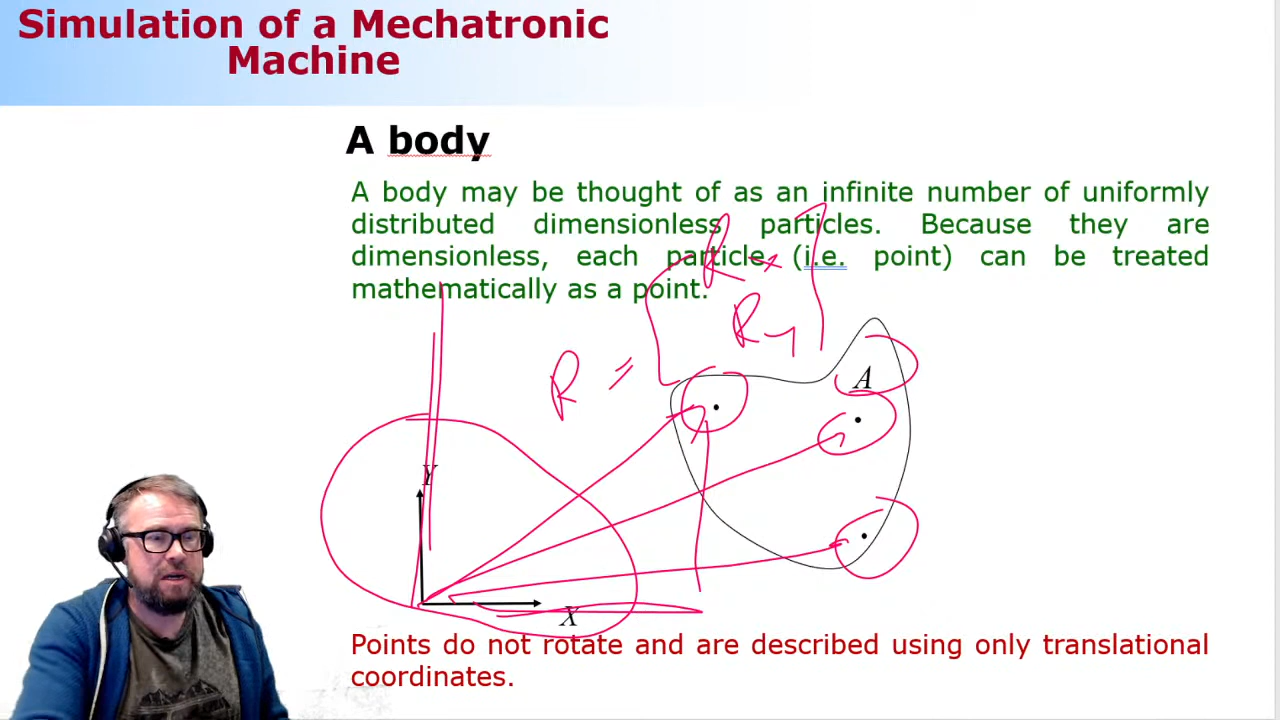 Simulation of a Mechatronic
Machine
A body
A body may be thought of as an infinite number of uniformly
distributed dimensionless particles. Because they are
dimensionless, each particle (i.e. point) can be treated
mathematically as a point.
Rx
Ry
R =
A
Y
X
Points do not rotate and are described using only translational
coordinates.